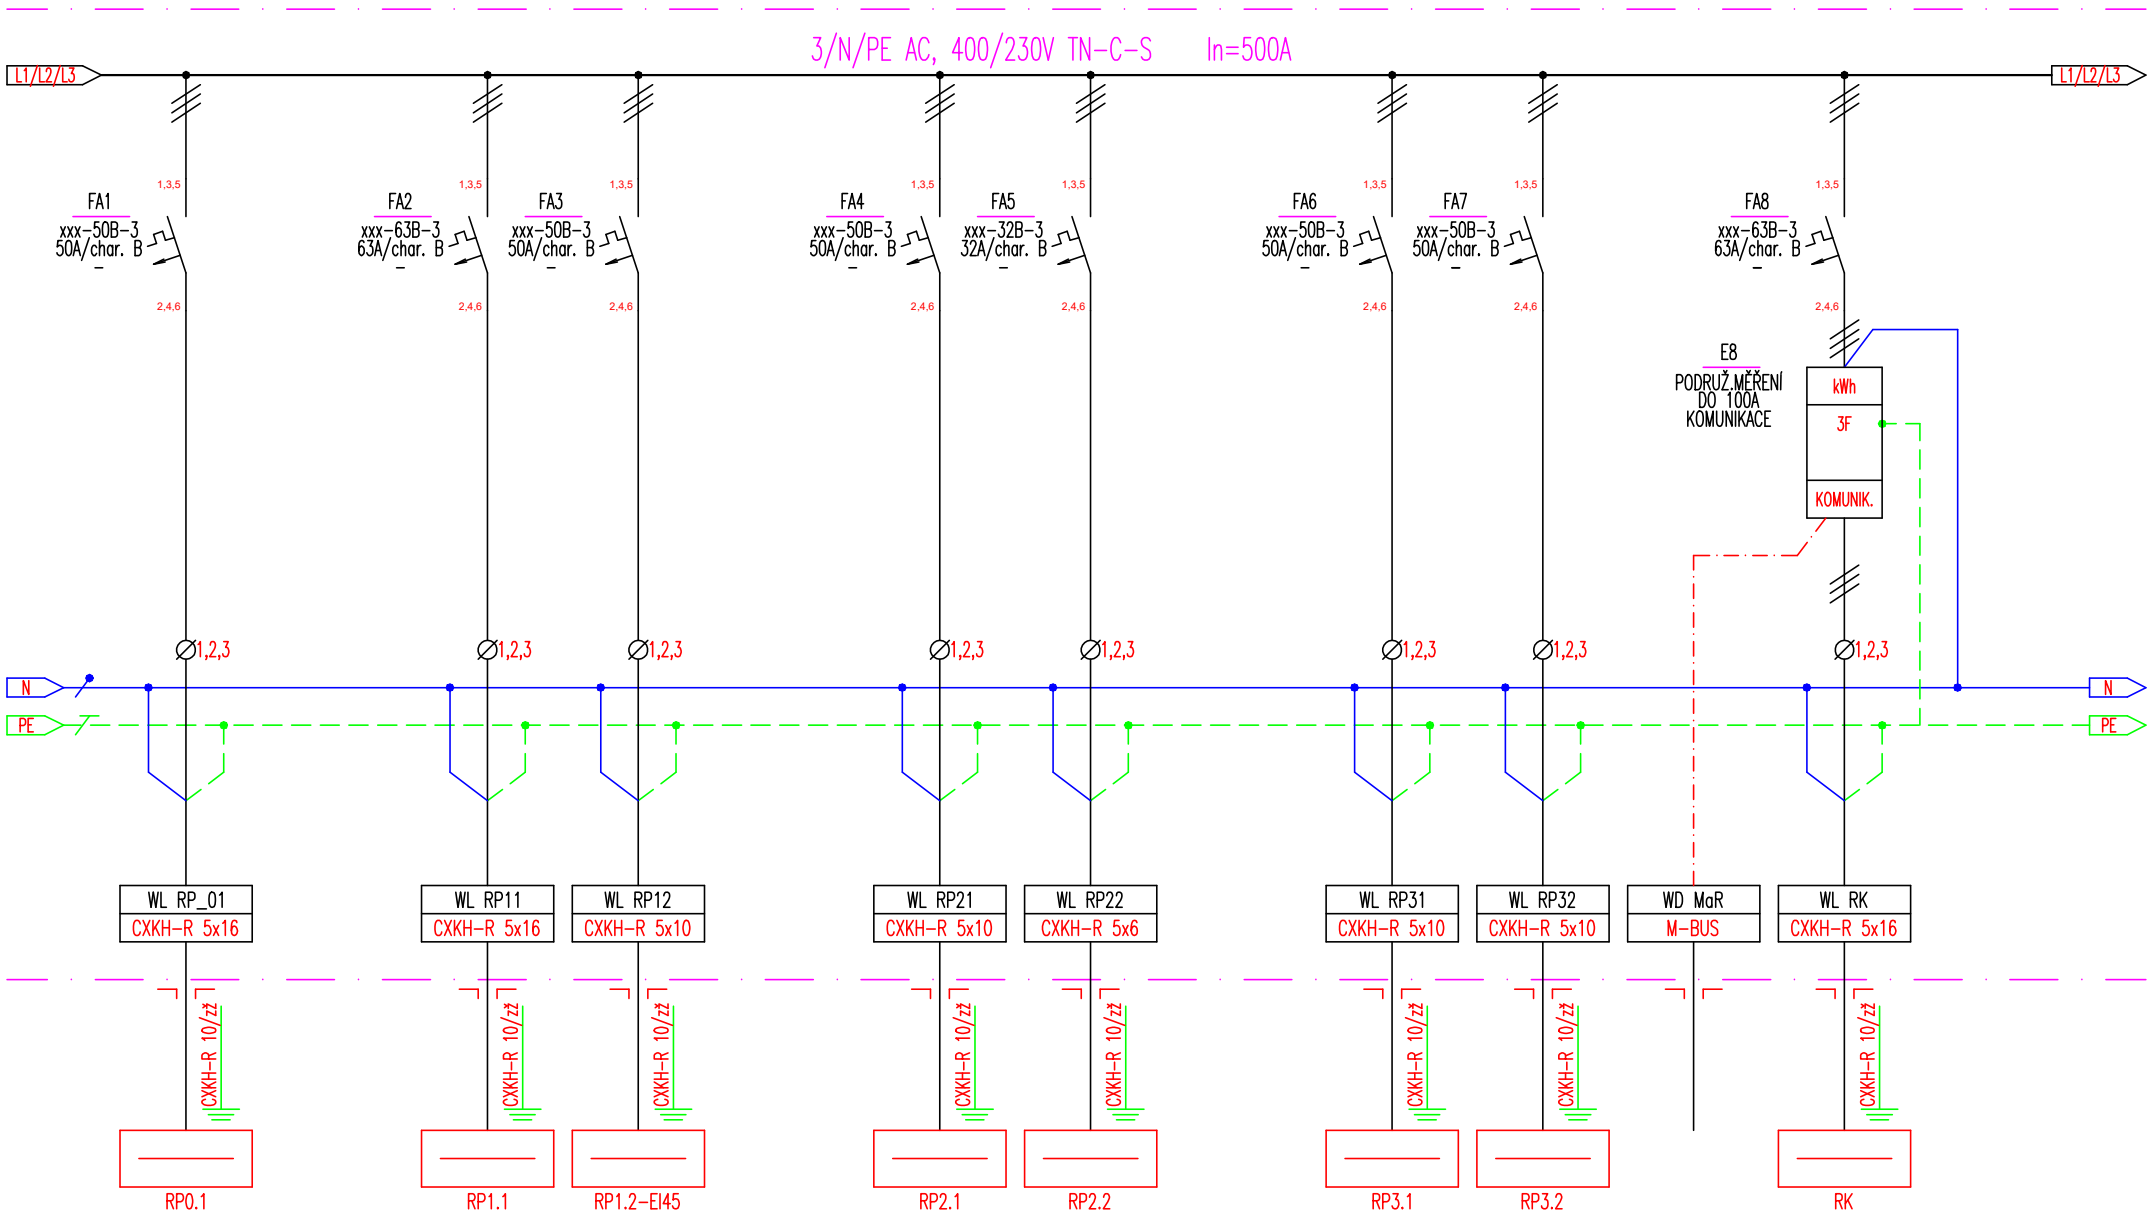 3/N/PE AC, 400/230V TN-C-S In=500A
L1/L2/L3
L1/L2/L3
1,3,5 1,3,5 1,3,5 1,3,5 1,3,5 1,3,5 1,3,5 1,3,5
FA1
xxx-50B-3
50A/char. B
-
FA2
xxx-63B-3
63A/char. B
-
FA3
xxx-50B-3
50A/char. B
-
FA4
xxx-50B-3
50A/char. B
-
FA5
xxx-32B-3
32A/char. B
-
FA6
xxx-50B-3
50A/char. B
-
FA7
xxx-50B-3
50A/char. B
-
FA8
xxx-63B-3
63A/char. B
-
2,4,6 2,4,6 2,4,6 2,4,6 2,4,6 2,4,6 2,4,6 2,4,6
E8
PODRUŽ.MĚŘENÍ
DO 100A
KOMUNIKACE
kWh
3F
KOMUNIK.
1,2,3 1,2,3 1,2,3 1,2,3 1,2,3 1,2,3 1,2,3 1,2,3
N
N
PE
PE
WL RP_01
CXKH-R 5x16
WL RP11
CXKH-R 5x16
WL RP12
CXKH-R 5x10
WL RP21
CXKH-R 5x10
WL RP22
CXKH-R 5x6
WL RP31
CXKH-R 5x10
WL RP32
CXKH-R 5x10
WD MaR
M-BUS
WL RK
CXKH-R 5x16
CXKH-R 10/zž
CXKH-R 10/zž
CXKH-R 10/zž
CXKH-R 10/zž
CXKH-R 10/zž
CXKH-R 10/zž
CXKH-R 10/zž
CXKH-R 10/zž
RP0.1
RP1.1
RP1.2-EI45
RP2.1
RP2.2
RP3.1
RP3.2
RK